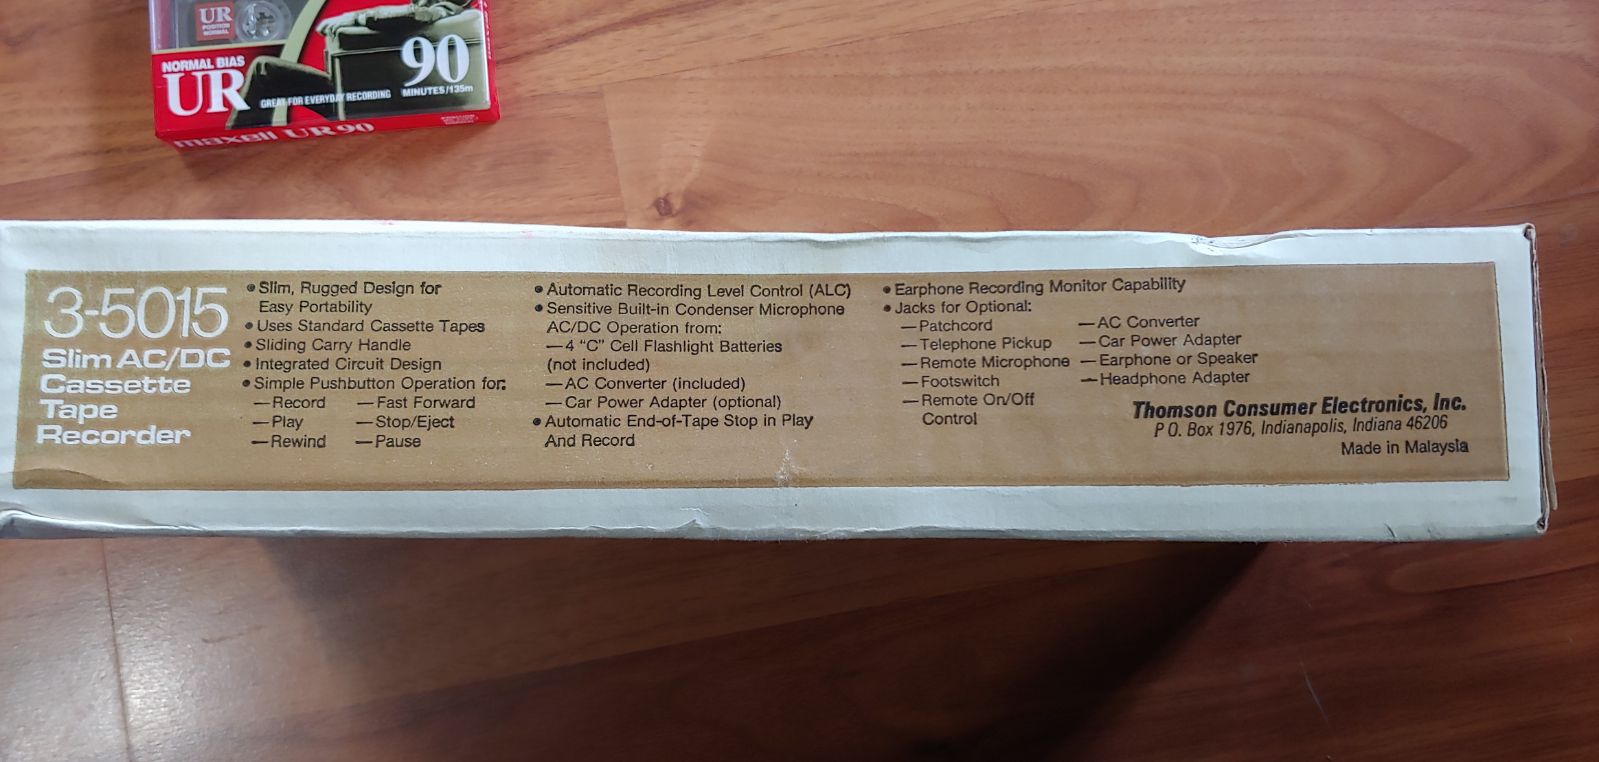 UR
POSITION
NORMAL
NORMAL BIAS
UR
GREAT FOR EVERYDAY RECORDING
90
MINUTES/135m
maxell UR90
3-5015
Slim AC/DC
Cassette
Tape
Recorder
• Slim, Rugged Design for
Easy Portability
• Uses Standard Cassette Tapes
• Sliding Carry Handle
• Integrated Circuit Design
• Simple Pushbutton Operation for:
— Record — Fast Forward
— Play — Stop/Eject
— Rewind — Pause
• Automatic Recording Level Control (ALC)
• Sensitive Built-in Condenser Microphone
AC/DC Operation from:
— 4 "C" Cell Flashlight Batteries
(not included)
— AC Converter (included)
— Car Power Adapter (optional)
• Automatic End-of-Tape Stop in Play
And Record
• Earphone Recording Monitor Capability
• Jacks for Optional:
— Patchcord
— Telephone Pickup
— Remote Microphone
— Footswitch
— Remote On/Off
Control
— AC Converter
— Car Power Adapter
— Earphone or Speaker
— Headphone Adapter
Thomson Consumer Electronics, Inc.
P.O. Box 1976, Indianapolis, Indiana 46206
Made in Malaysia